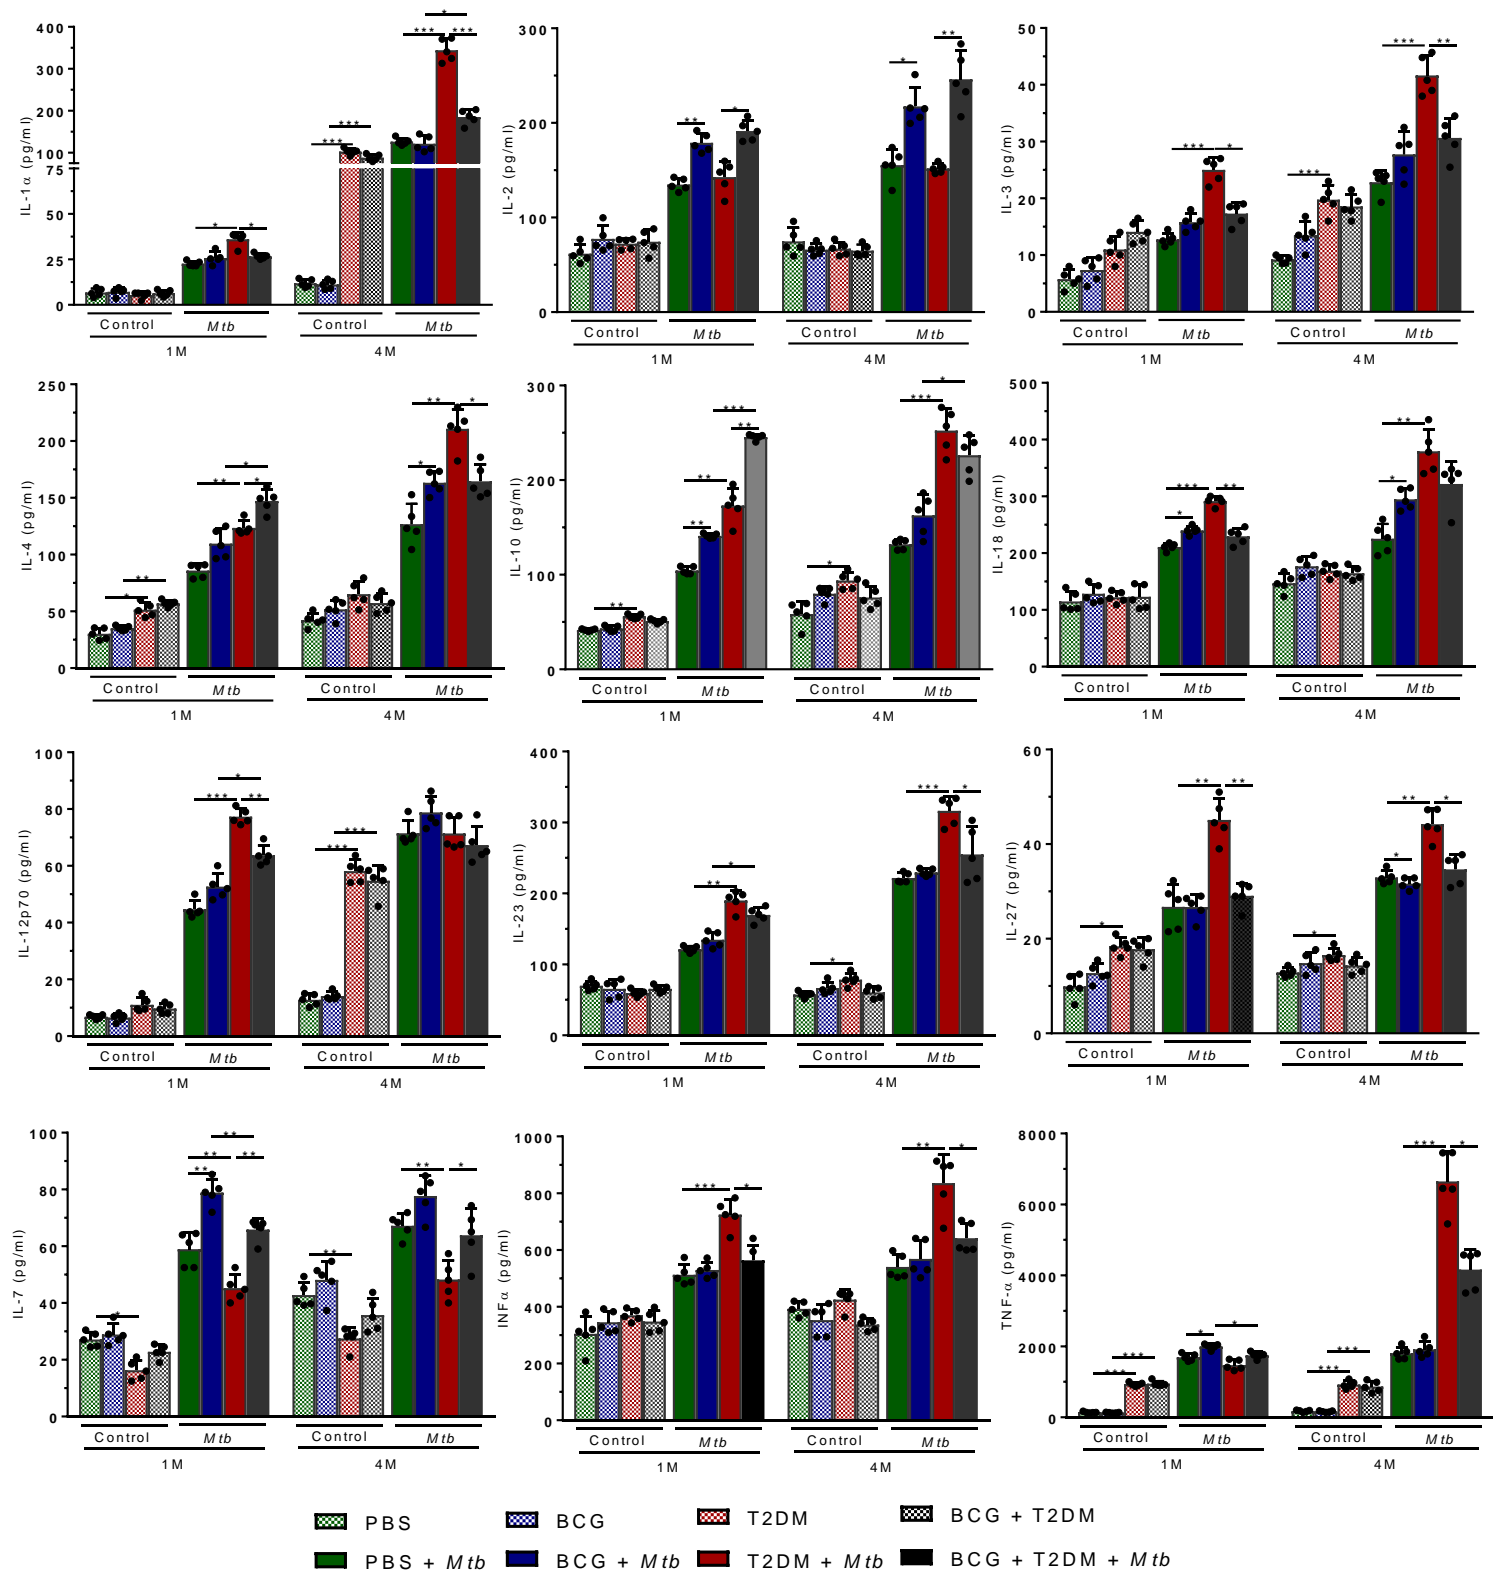 IL-1α (pg/ml)
400
300
200
100
75
50
25
0
* *** ***
*** ***
* *
Control Mtb Control Mtb
1M 4M
IL-2 (pg/ml)
300
200
100
0
** * * **
Control Mtb Control Mtb
1M 4M
IL-3 (pg/ml)
50
40
30
20
10
0
*** * *** *** **
Control Mtb Control Mtb
1M 4M
IL-4 (pg/ml)
250
200
150
100
50
0
* ** ** * * * ** *
Control Mtb Control Mtb
1M 4M
IL-10 (pg/ml)
300
200
100
0
** ** ** *** ** * *** *
Control Mtb Control Mtb
1M 4M
IL-18 (pg/ml)
500
400
300
200
100
0
* *** ** * **
Control Mtb Control Mtb
1M 4M
IL-12p70 (pg/ml)
100
80
60
40
20
0
*** * ** *** ***
Control Mtb Control Mtb
1M 4M
IL-23 (pg/ml)
400
300
200
100
0
** * * *** *
Control Mtb Control Mtb
1M 4M
IL-27 (pg/ml)
60
40
20
0
* ** ** * * ** *
Control Mtb Control Mtb
1M 4M
IL-7 (pg/ml)
100
80
60
40
20
0
* ** ** ** ** ** ** *
Control Mtb Control Mtb
1M 4M
INFα (pg/ml)
1000
800
600
400
200
0
*** * ** *
Control Mtb Control Mtb
1M 4M
TNF-α (pg/ml)
8000
6000
4000
2000
0
*** *** * * *** *** *** *
Control Mtb Control Mtb
1M 4M
PBS BCG T2DM BCG + T2DM
PBS + Mtb BCG + Mtb T2DM + Mtb BCG + T2DM + Mtb